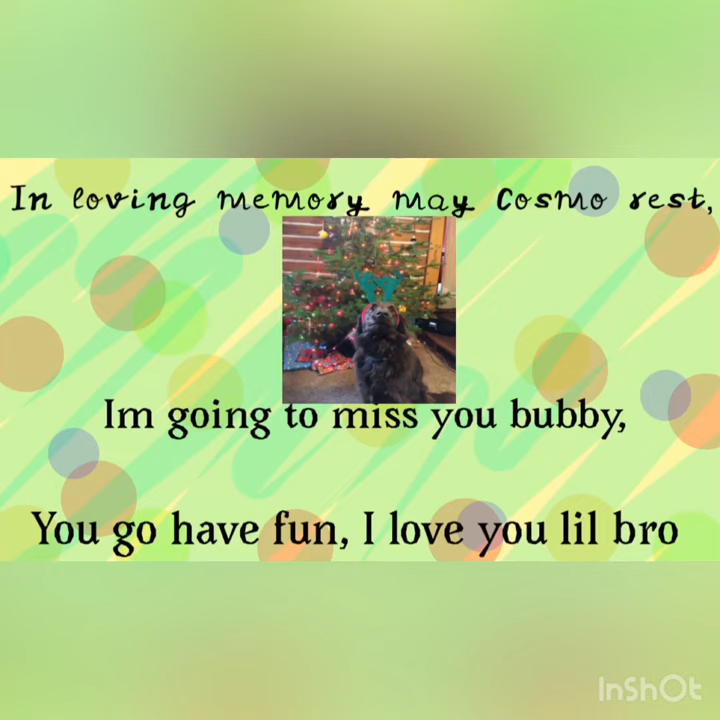 In loving memory may Cosmo rest,
Im going to miss you bubby,
You go have fun, I love you lil bro
InShOt